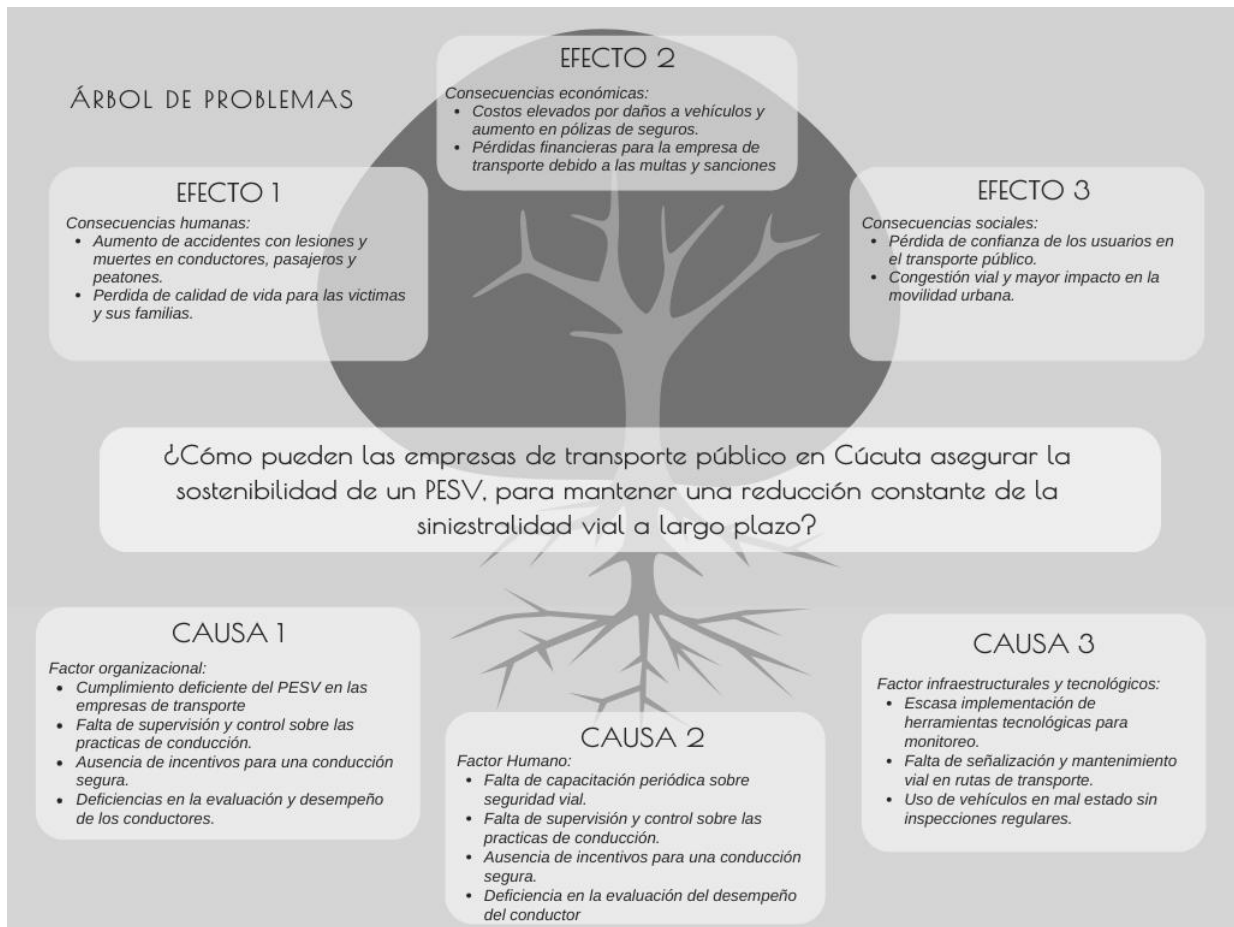 ÁRBOL DE PROBLEMAS
EFECTO 2
Consecuencias económicas:
• Costos elevados por daños a vehículos y
aumento en pólizas de seguros.
• Pérdidas financieras para la empresa de
transporte debido a las multas y sanciones
EFECTO 1
Consecuencias humanas:
• Aumento de accidentes con lesiones y
muertes en conductores, pasajeros y
peatones.
• Perdida de calidad de vida para las victimas
y sus familias.
EFECTO 3
Consecuencias sociales:
• Pérdida de confianza de los usuarios en
el transporte público.
• Congestión vial y mayor impacto en la
movilidad urbana.
¿Cómo pueden las empresas de transporte público en Cúcuta asegurar la
sostenibilidad de un PESV, para mantener una reducción constante de la
siniestralidad vial a largo plazo?
CAUSA 1
Factor organizacional:
• Cumplimiento deficiente del PESV en las
empresas de transporte
• Falta de supervisión y control sobre las
practicas de conducción.
• Ausencia de incentivos para una conducción
segura.
• Deficiencias en la evaluación y desempeño
de los conductores.
CAUSA 2
Factor Humano:
• Falta de capacitación periódica sobre
seguridad vial.
• Falta de supervisión y control sobre las
practicas de conducción.
• Ausencia de incentivos para una conducción
segura.
• Deficiencia en la evaluación del desempeño
del conductor
CAUSA 3
Factor infraestructurales y tecnológicos:
• Escasa implementación de
herramientas tecnológicas para
monitoreo.
• Falta de señalización y mantenimiento
vial en rutas de transporte.
• Uso de vehículos en mal estado sin
inspecciones regulares.